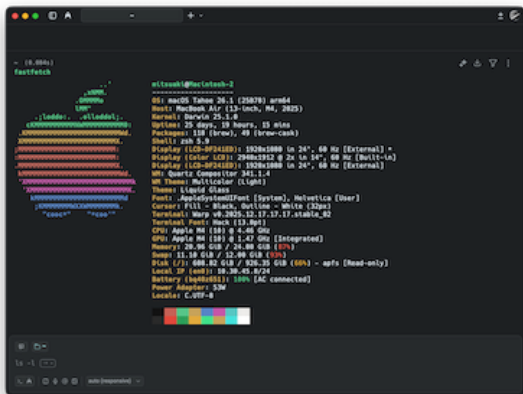 ~ (0.084s)
fastfetch
mitsuaki@Macintosh-2
OS: macOS Tahoe 26.1 (25B78) arm64
Host: MacBook Air (13-inch, M4, 2025)
Kernel: Darwin 25.1.0
Uptime: 25 days, 19 hours, 15 mins
Packages: 110 (brew), 49 (brew-cask)
Shell: zsh 5.9
Display (LCD-DF241ED): 1920x1080 in 24", 60 Hz [External] *
Display (Color LCD): 2940x1912 @ 2x in 14", 60 Hz [Built-in]
Display (LCD-DF241ED): 1920x1080 in 24", 60 Hz [External]
WM: Quartz Compositor 341.1.4
WM Theme: Multicolor (Light)
Theme: Liquid Glass
Font: .AppleSystemUIFont [System], Helvetica [User]
Cursor: Fill - Black, Outline - White (32px)
Terminal: Warp v0.2025.12.17.17.17.stable_02
Terminal Font: Hack (13.0pt)
CPU: Apple M4 (10) @ 4.46 GHz
GPU: Apple M4 (10) @ 1.47 GHz [Integrated]
Memory: 20.96 GiB / 24.00 GiB (87%)
Swap: 11.10 GiB / 12.00 GiB (93%)
Disk (/): 608.82 GiB / 926.35 GiB (66%) - apfs [Read-only]
Local IP (en0): 10.30.45.8/24
Battery (bq40z651): 100% [AC connected]
Power Adapter: 53W
Locale: C.UTF-8
ls -l
auto (responsive)